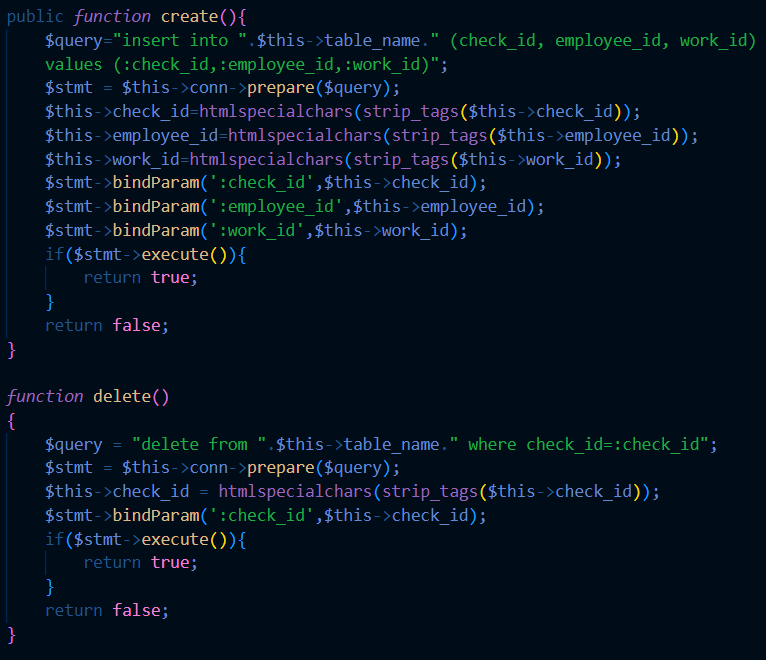 public function create(){
$query="insert into ".$this->table_name." (check_id, employee_id, work_id)
values (:check_id,:employee_id,:work_id)";
$stmt = $this->conn->prepare($query);
$this->check_id=htmlspecialchars(strip_tags($this->check_id));
$this->employee_id=htmlspecialchars(strip_tags($this->employee_id));
$this->work_id=htmlspecialchars(strip_tags($this->work_id));
$stmt->bindParam(':check_id',$this->check_id);
$stmt->bindParam(':employee_id',$this->employee_id);
$stmt->bindParam(':work_id',$this->work_id);
if($stmt->execute()){
return true;
}
return false;
}
function delete()
{
$query = "delete from ".$this->table_name." where check_id=:check_id";
$stmt = $this->conn->prepare($query);
$this->check_id = htmlspecialchars(strip_tags($this->check_id));
$stmt->bindParam(':check_id',$this->check_id);
if($stmt->execute()){
return true;
}
return false;
}